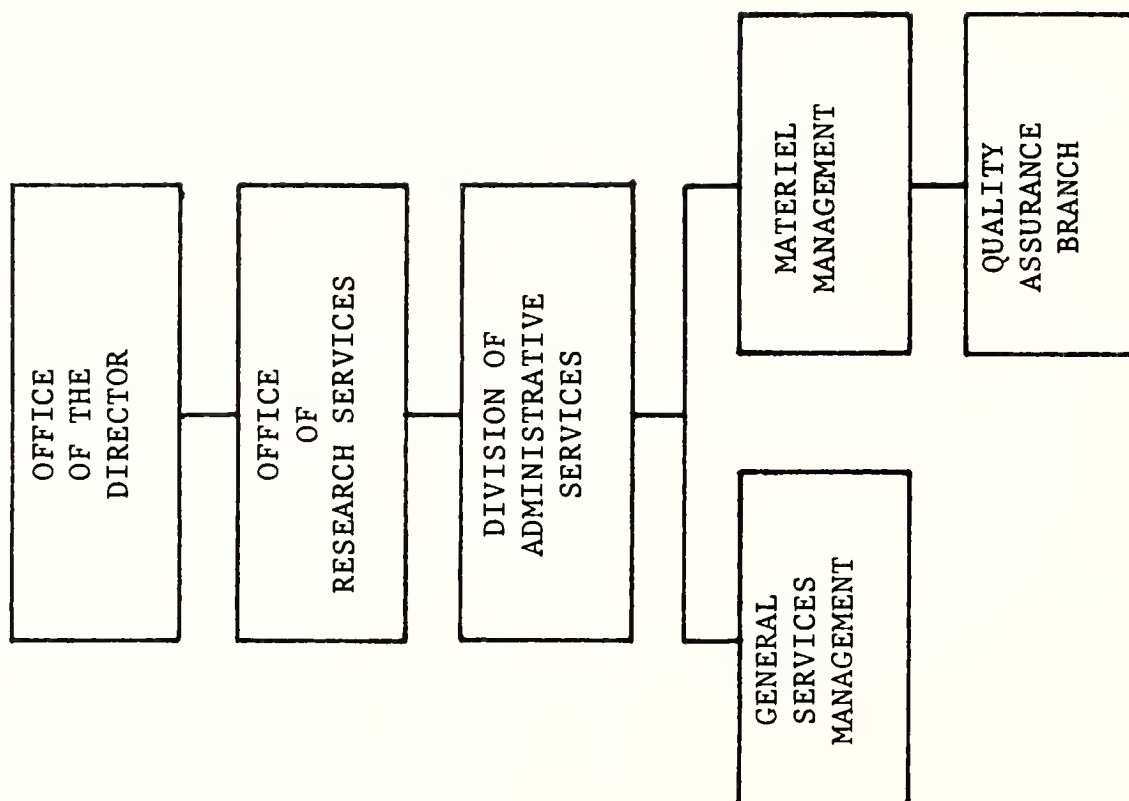 OFFICE
OF THE
DIRECTOR
OFFICE
OF
RESEARCH SERVICES
DIVISION OF
ADMINISTRATIVE
SERVICES
GENERAL
SERVICES
MANAGEMENT
MATERIEL
MANAGEMENT
QUALITY
ASSURANCE
BRANCH